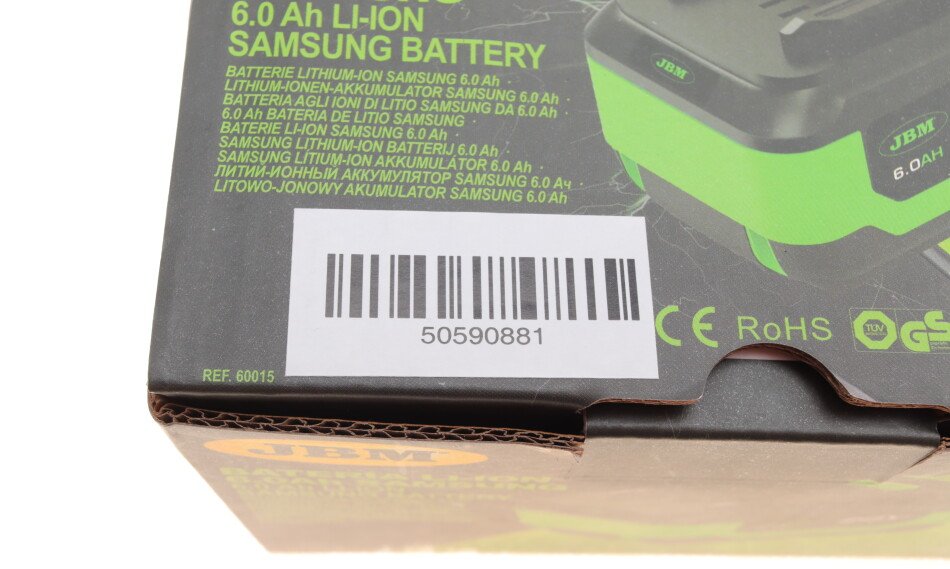 6.0 Ah LI-ION
SAMSUNG BATTERY
BATTERIE LITHIUM-ION SAMSUNG 6.0 Ah ·
LITHIUM-IONEN-AKKUMULATOR SAMSUNG 6.0 Ah ·
BATTERIA AGLI IONI DI LITIO SAMSUNG DA 6.0 Ah ·
6.0 Ah BATERIA DE LITIO SAMSUNG
BATERIE LI-ION SAMSUNG 6.0 Ah ·
SAMSUNG LITHIUM-ION BATTERIJ 6.0 Ah ·
SAMSUNG LÍTIUM-ION AKKUMULÁTOR 6.0 Ah ·
ЛИТИЙ-ИОННЫЙ АККУМУЛЯТОР SAMSUNG 6.0 Ач ·
LITOWO-JONOWY AKUMULATOR SAMSUNG 6.0 Ah
JBM
JBM
6.0AH
50590881
CE RoHS TÜV GS
REF. 60015
JBM